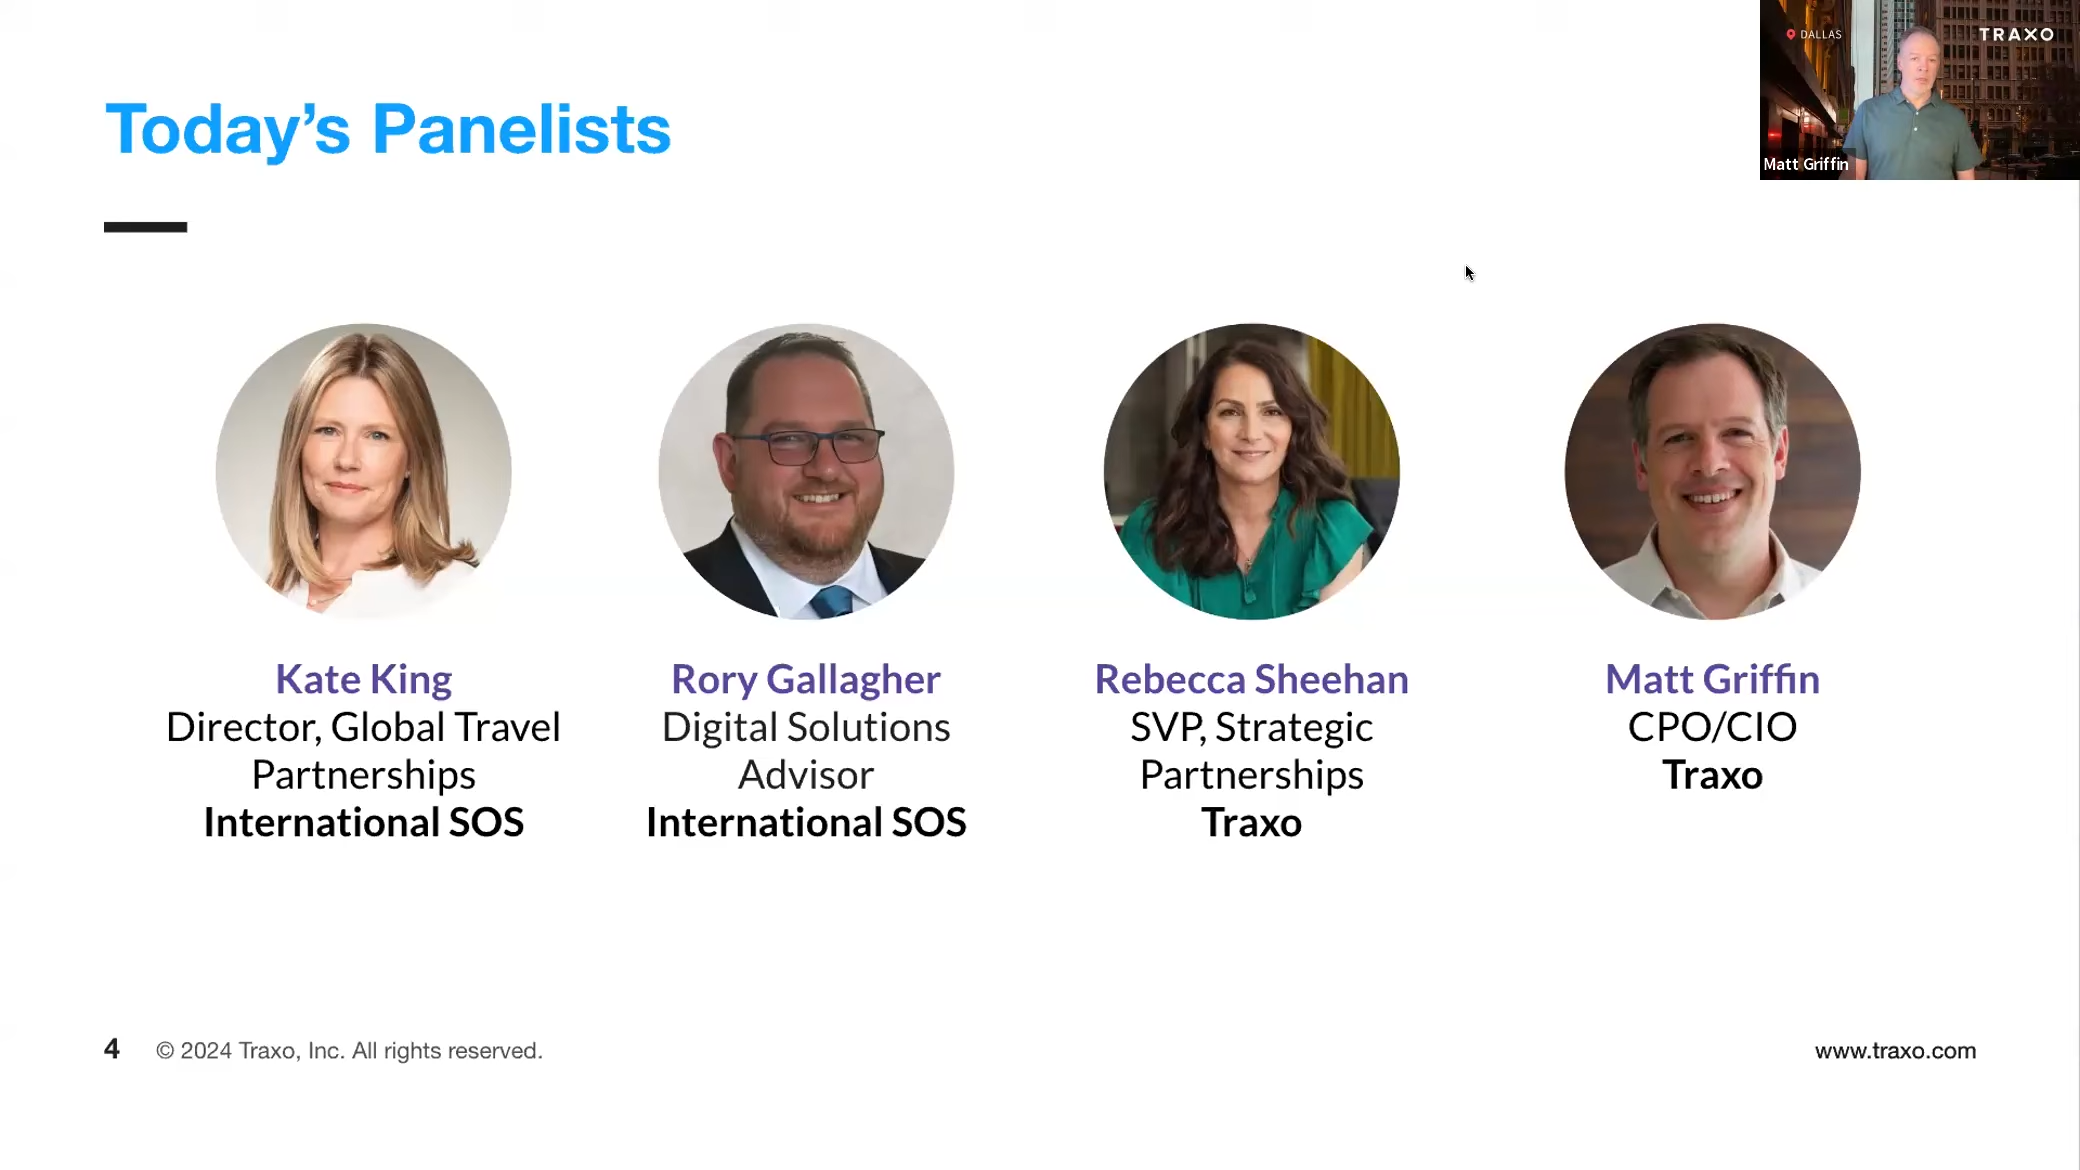 DALLAS
TRAXO
Matt Griffin
Today’s Panelists
Kate King
Director, Global Travel
Partnerships
International SOS
Rory Gallagher
Digital Solutions
Advisor
International SOS
Rebecca Sheehan
SVP, Strategic
Partnerships
Traxo
Matt Griffin
CPO/CIO
Traxo
4
© 2024 Traxo, Inc. All rights reserved.
www.traxo.com